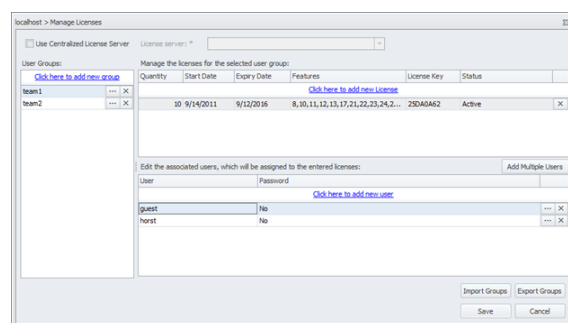 localhost > Manage Licenses
Use Centralized License Server License server: *
User Groups:
Click here to add new group
team1
team2
Manage the licenses for the selected user group:
Quantity Start Date Expiry Date Features License Key Status
Click here to add new License
10 9/14/2011 9/12/2016 8,10,11,12,13,17,21,22,23,24,2... 25DA0A62 Active
Edit the associated users, which will be assigned to the entered licenses: Add Multiple Users
User Password
Click here to add new user
guest No
horst No
Import Groups Export Groups
Save Cancel